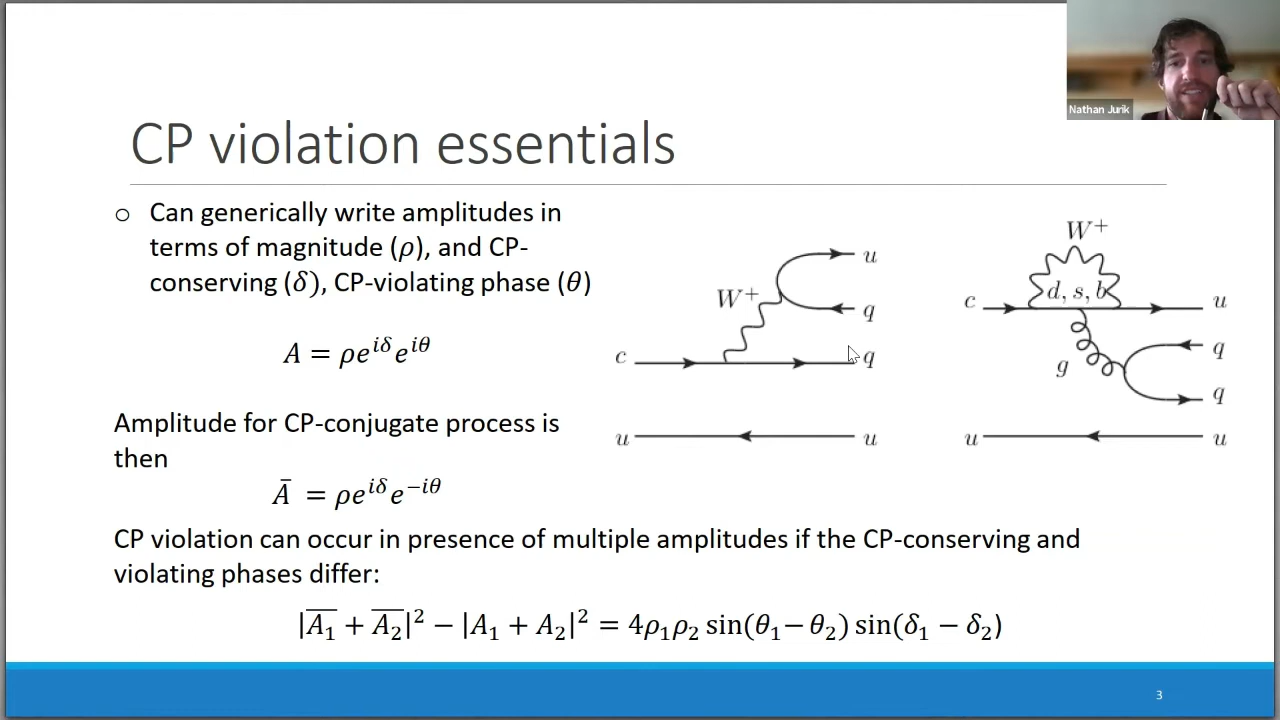 Nathan Jurik
CP violation essentials
o Can generically write amplitudes in
terms of magnitude (ρ), and CP-
conserving (δ), CP-violating phase (θ)
A = ρe^{iδ}e^{iθ}
Amplitude for CP-conjugate process is
then
Ā = ρe^{iδ}e^{−iθ}
W⁺
u
q
c
q
u
u
W⁺
d, s, b
c
u
q
g
q
u
u
CP violation can occur in presence of multiple amplitudes if the CP-conserving and
violating phases differ:
|A̅₁ + A̅₂|² − |A₁ + A₂|² = 4ρ₁ρ₂ sin(θ₁− θ₂) sin(δ₁ − δ₂)
3